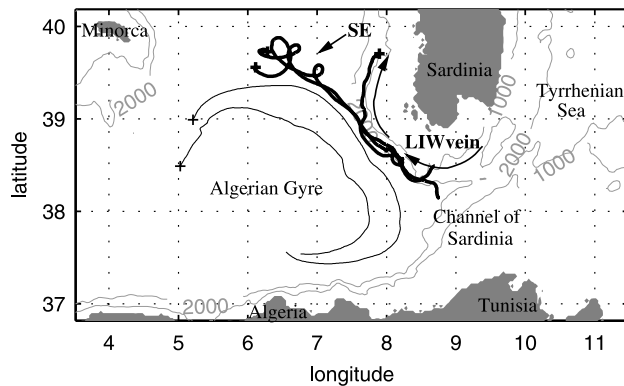 40
39
38
37
latitude
Minorca
2000
SE
Sardinia
1000
Tyrrhenian
Sea
LIWvein
2000
1000
Algerian Gyre
Channel of
Sardinia
2000
Algeria
Tunisia
4 5 6 7 8 9 10 11
longitude